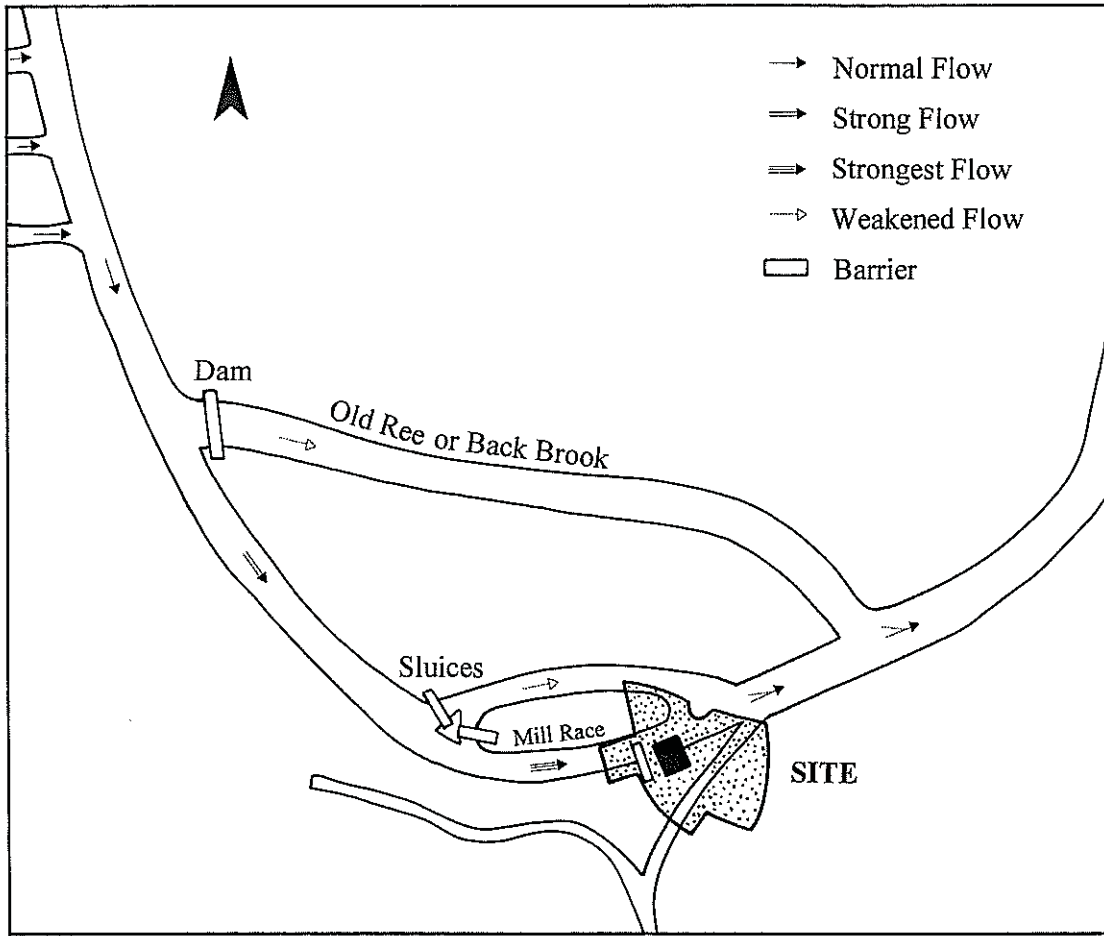 Normal Flow
Strong Flow
Strongest Flow
Weakened Flow
Barrier
Dam
Old Ree or Back Brook
Sluices
Mill Race
SITE